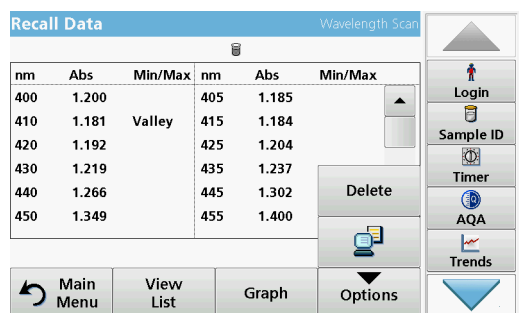 Recall Data Wavelength Scan
nm Abs Min/Max nm Abs Min/Max
400 1.200 405 1.185
410 1.181 Valley 415 1.184
420 1.192 425 1.204
430 1.219 435 1.237
440 1.266 445 1.302
450 1.349 455 1.400
Delete
Main Menu
View List
Graph
Options
Login
Sample ID
Timer
AQA
Trends